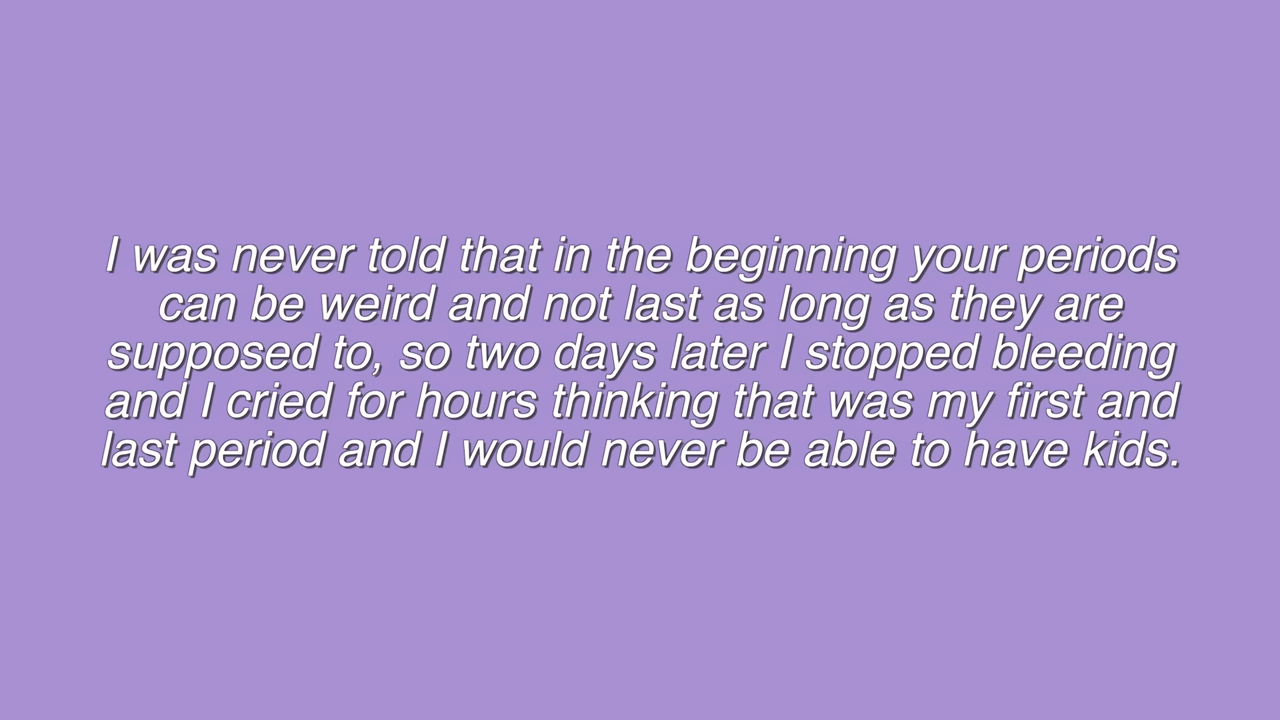 I was never told that in the beginning your periods
can be weird and not last as long as they are
supposed to, so two days later I stopped bleeding
and I cried for hours thinking that was my first and
last period and I would never be able to have kids.